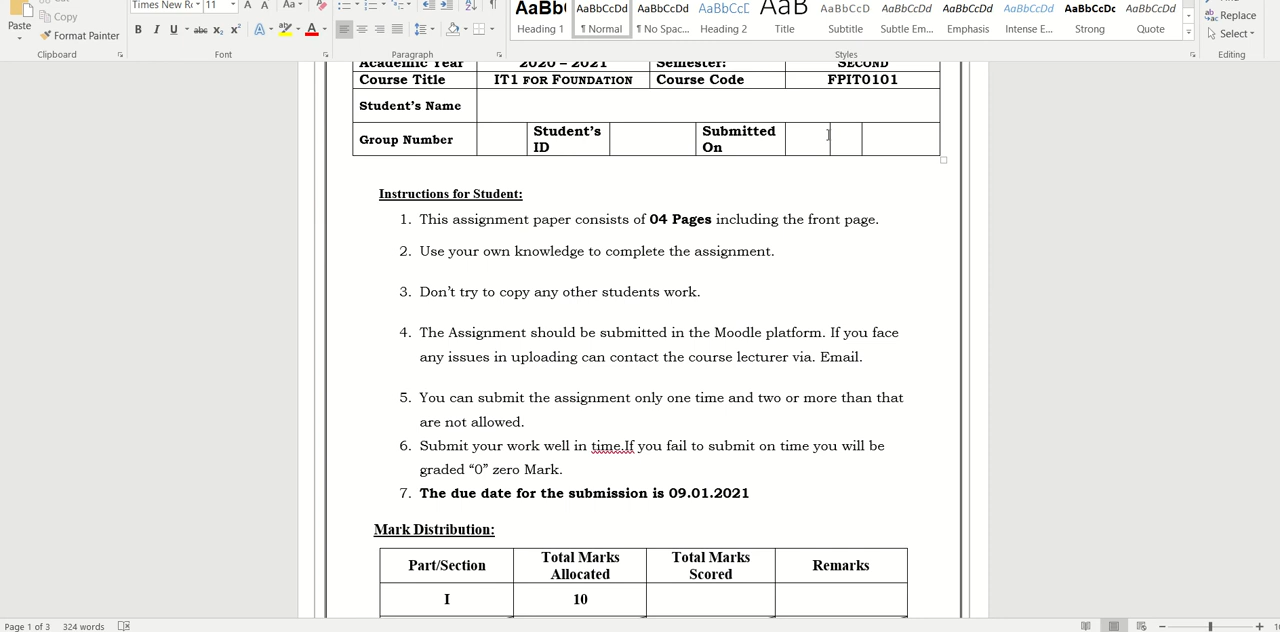 Times New Ro 11 Aa
Paste
Copy
Format Painter
B I U abc x₂ x² A A
Clipboard
Font
Paragraph
AaBb( AaBbCcDd AaBbCcDd AaBbCcD AaB AaBbCcD AaBbCcDd AaBbCcDd AaBbCcDd AaBbCcDc AaBbCcDd
Heading 1 ¶ Normal ¶ No Spac... Heading 2 Title Subtitle Subtle Em... Emphasis Intense E... Strong Quote
Styles
Replace
Select
Editing
Academic Year 2020 – 2021 Semester: SECOND
Course Title IT1 FOR FOUNDATION Course Code FPIT0101
Student’s Name
Group Number Student’s ID Submitted On
Instructions for Student:
1. This assignment paper consists of 04 Pages including the front page.
2. Use your own knowledge to complete the assignment.
3. Don’t try to copy any other students work.
4. The Assignment should be submitted in the Moodle platform. If you face
any issues in uploading can contact the course lecturer via. Email.
5. You can submit the assignment only one time and two or more than that
are not allowed.
6. Submit your work well in time.If you fail to submit on time you will be
graded “0” zero Mark.
7. The due date for the submission is 09.01.2021
Mark Distribution:
Part/Section Total Marks Allocated Total Marks Scored Remarks
I 10
Page 1 of 3 324 words